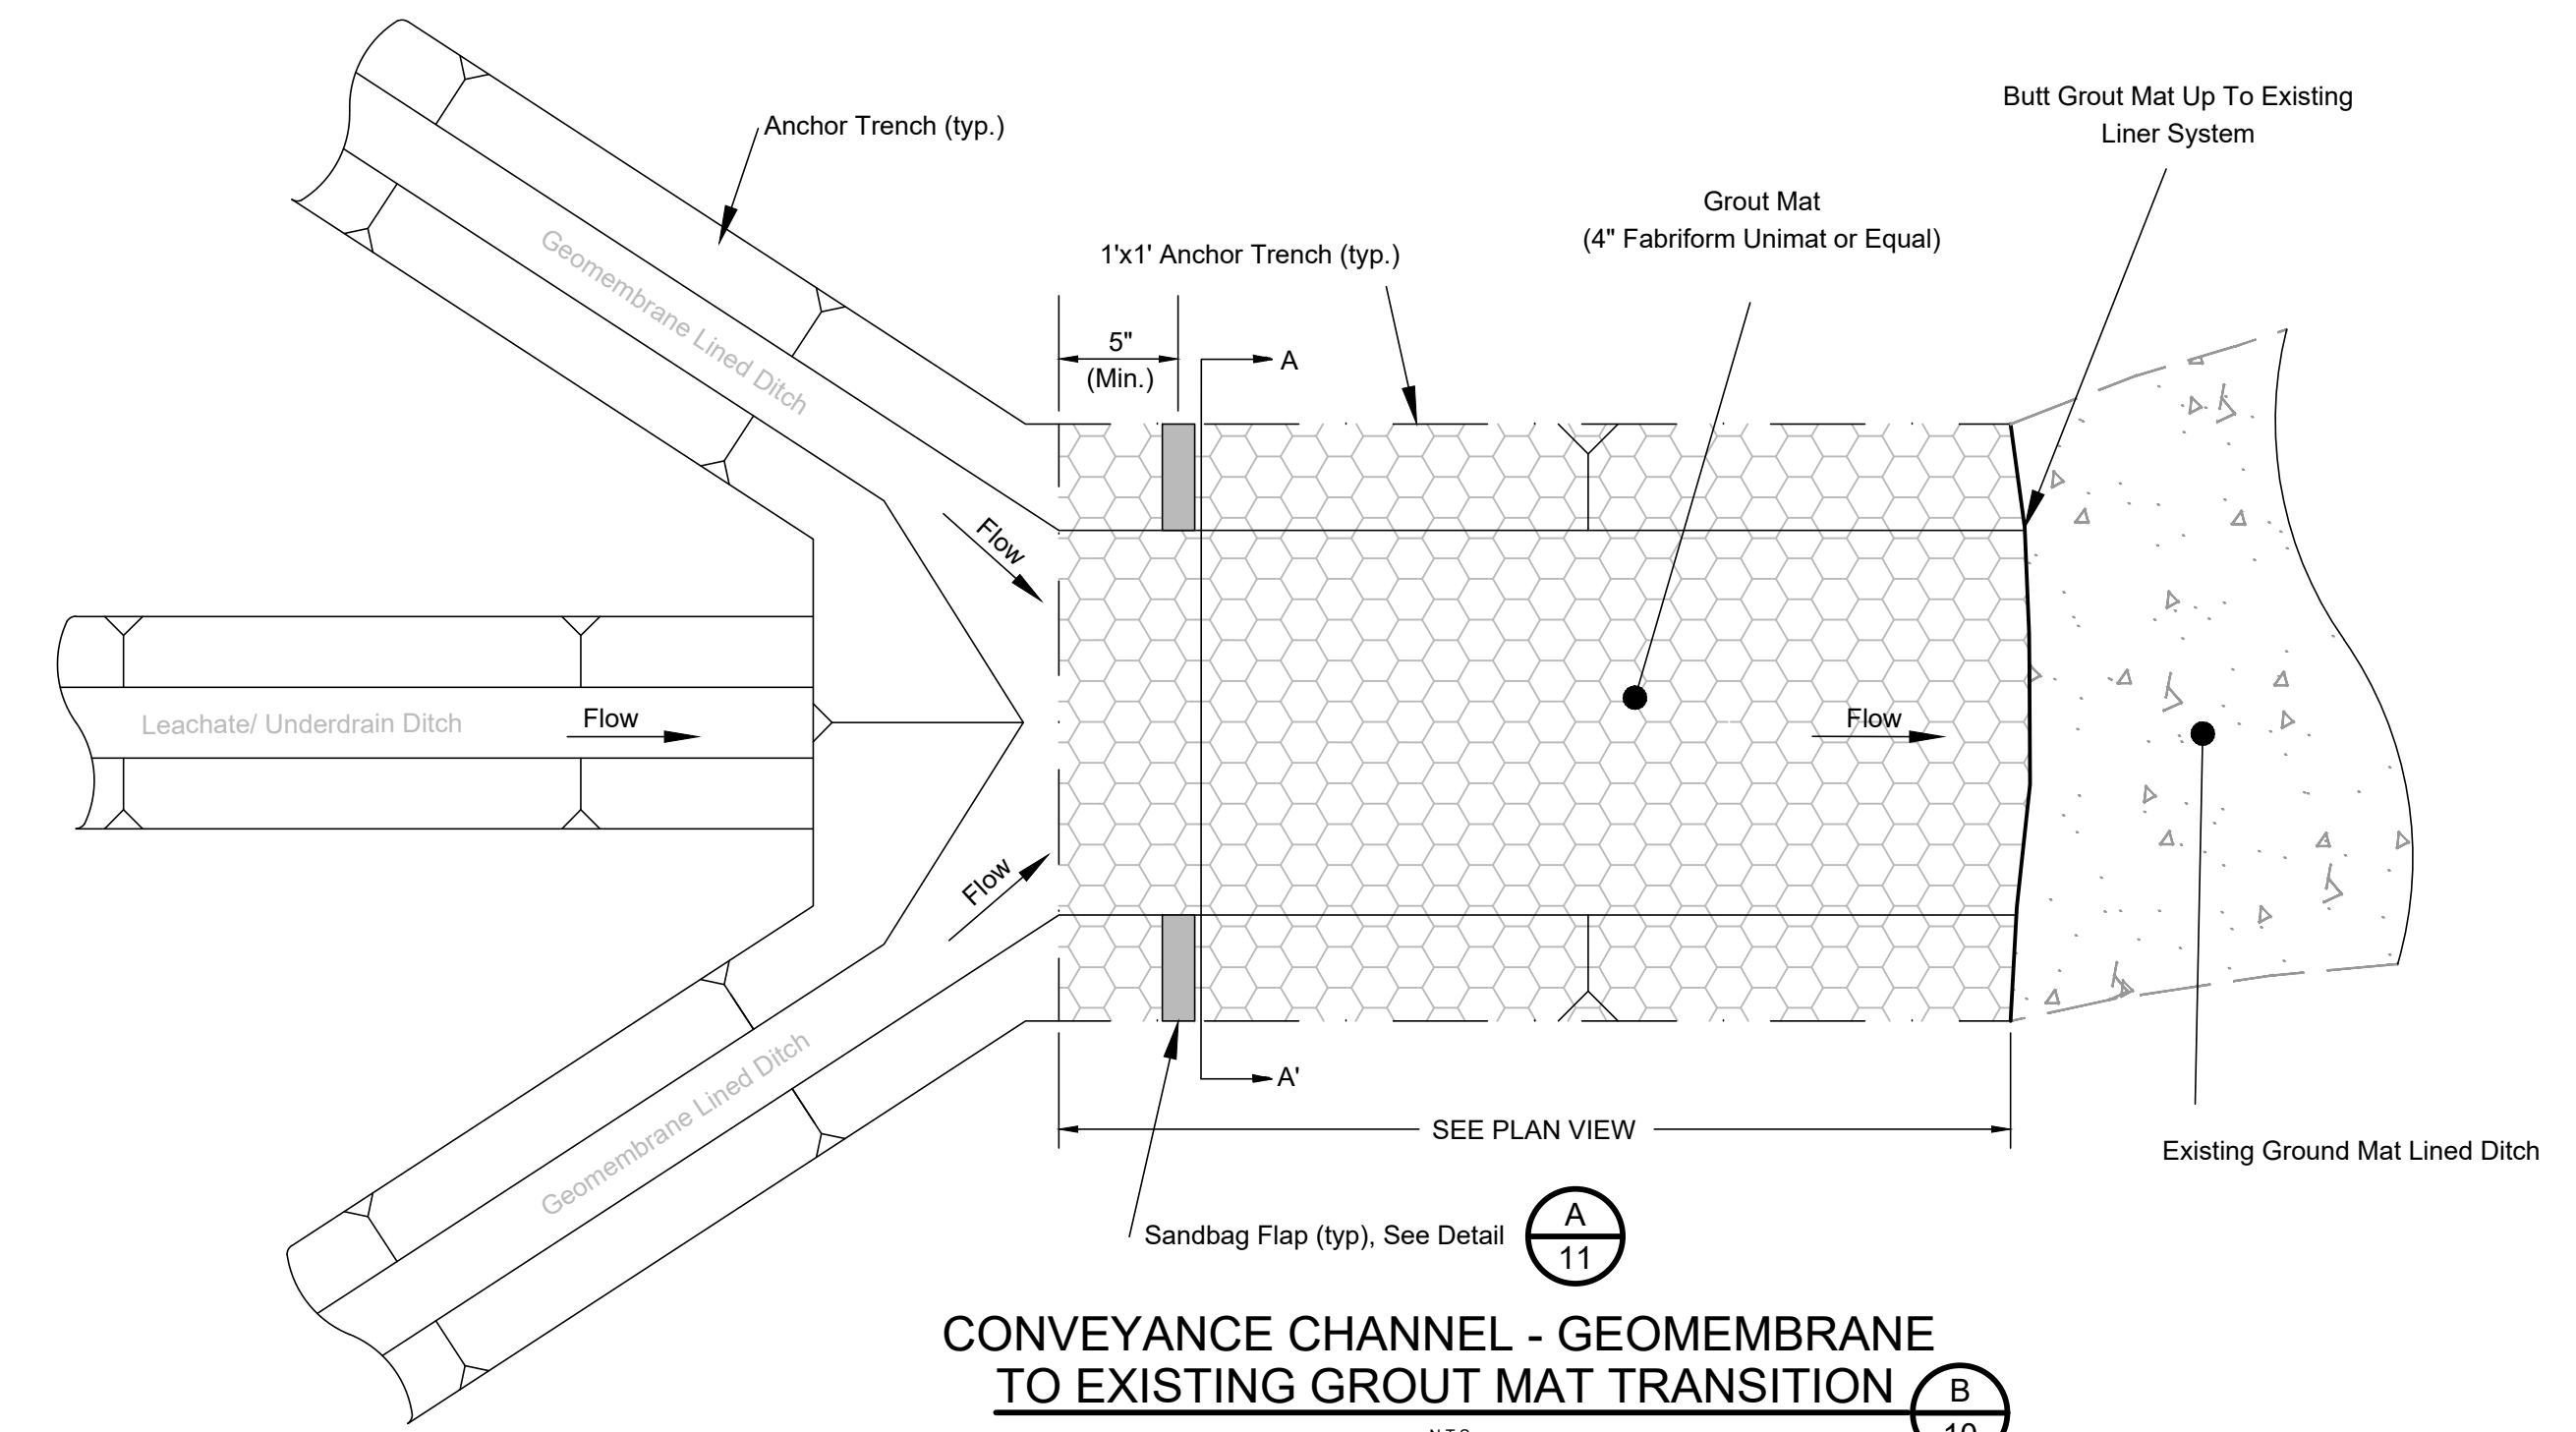 Butt Grout Mat Up To Existing
Liner System
Anchor Trench (typ.)
Grout Mat
(4" Fabriform Unimat or Equal)
1'x1' Anchor Trench (typ.)
Geomembrane Lined Ditch
5"
(Min.)
A
Flow
Leachate/ Underdrain Ditch
Flow
Flow
Flow
Geomembrane Lined Ditch
A'
SEE PLAN VIEW
Existing Ground Mat Lined Ditch
Sandbag Flap (typ), See Detail
A
11
CONVEYANCE CHANNEL - GEOMEMBRANE
TO EXISTING GROUT MAT TRANSITION
B
10